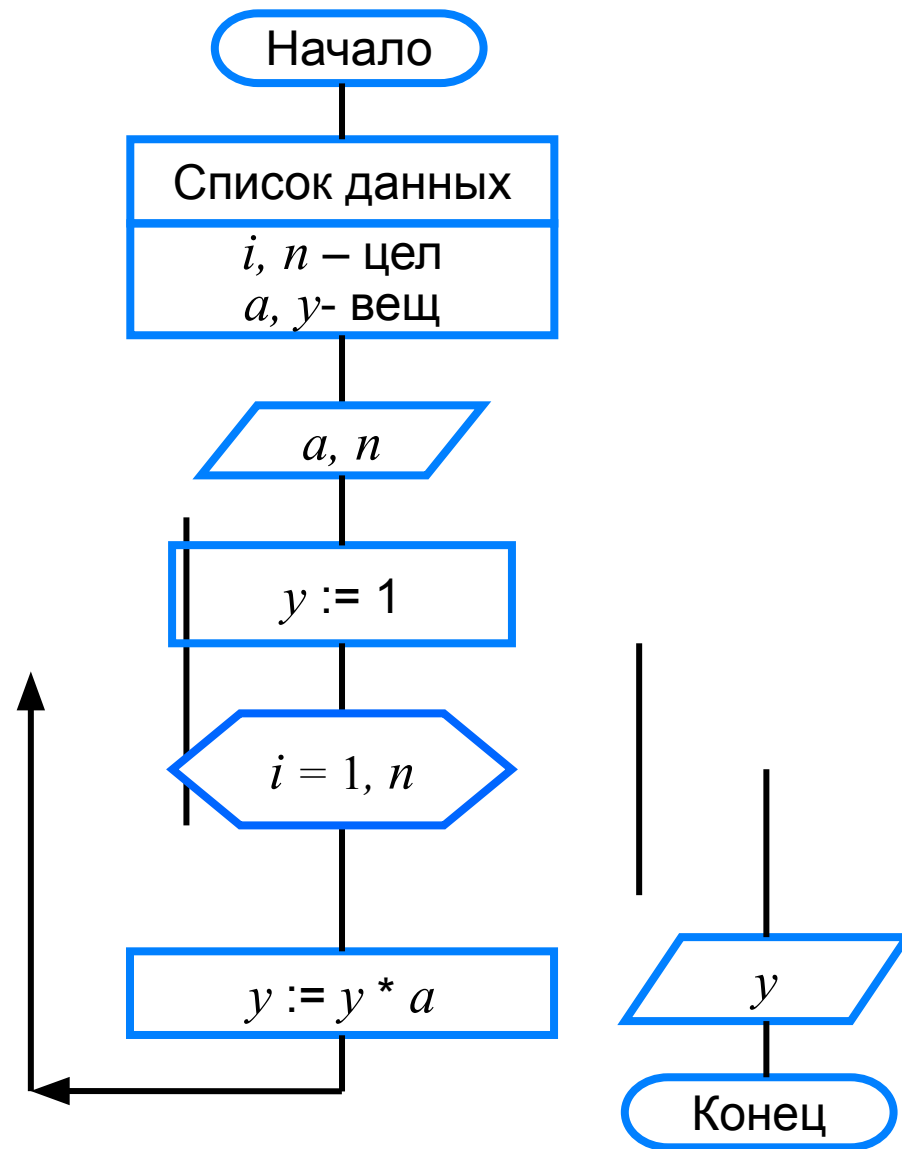 Начало
Список данных
i, n – цел
a, y- вещ
a, n
y := 1
i = 1, n
y := y * a
y
Конец